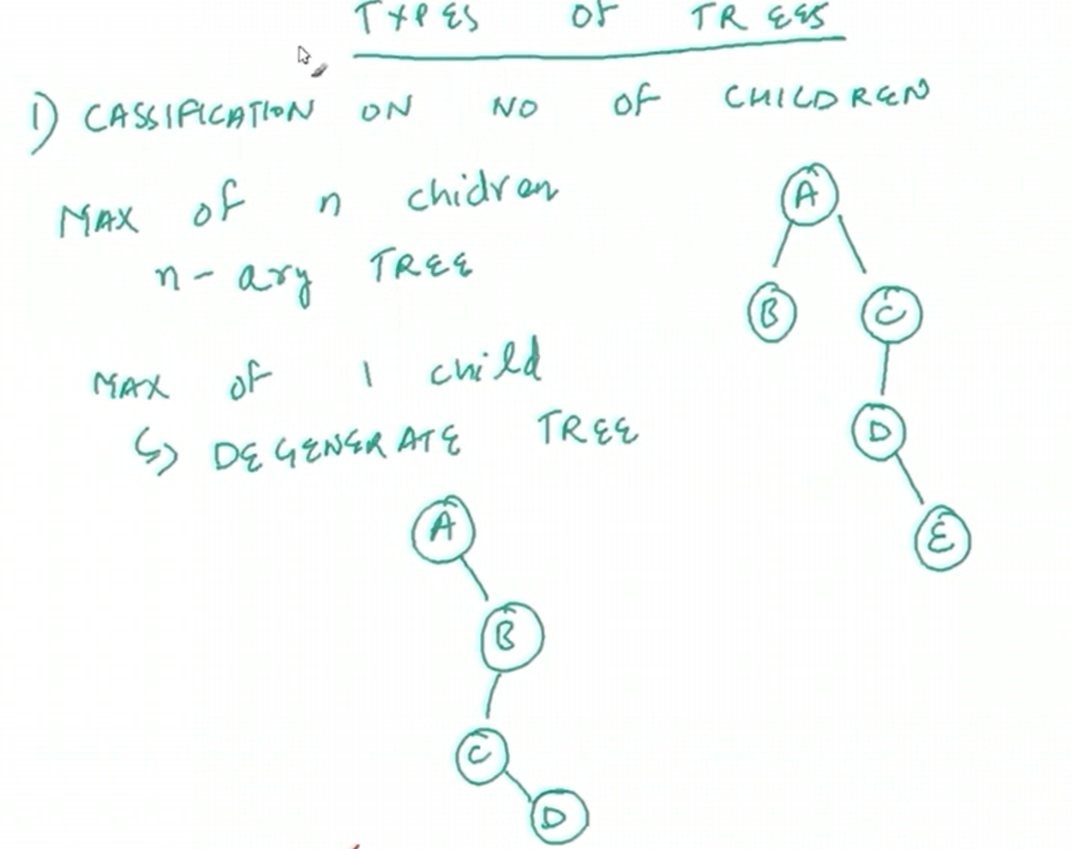 TYPES OF TREES
1) CASSIFICATION ON NO OF CHILDREN
MAX of n chidren
n-ary TREE
MAX of 1 child
↳ DEGENERATE TREE
A
B
C
D
E
A
B
C
D